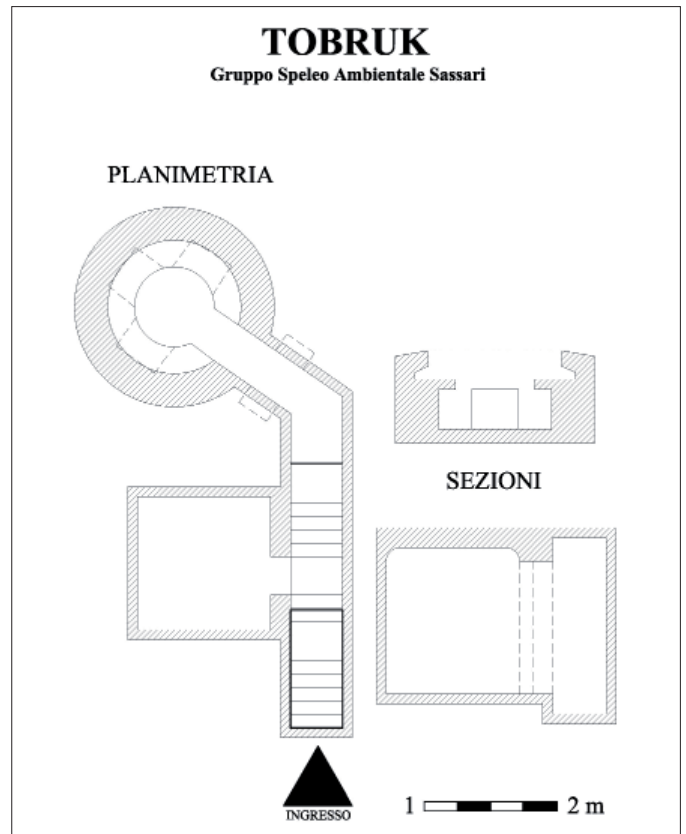 TOBRUK
Gruppo Speleo Ambientale Sassari
PLANIMETRIA
SEZIONI
INGRESSO
1 2 m